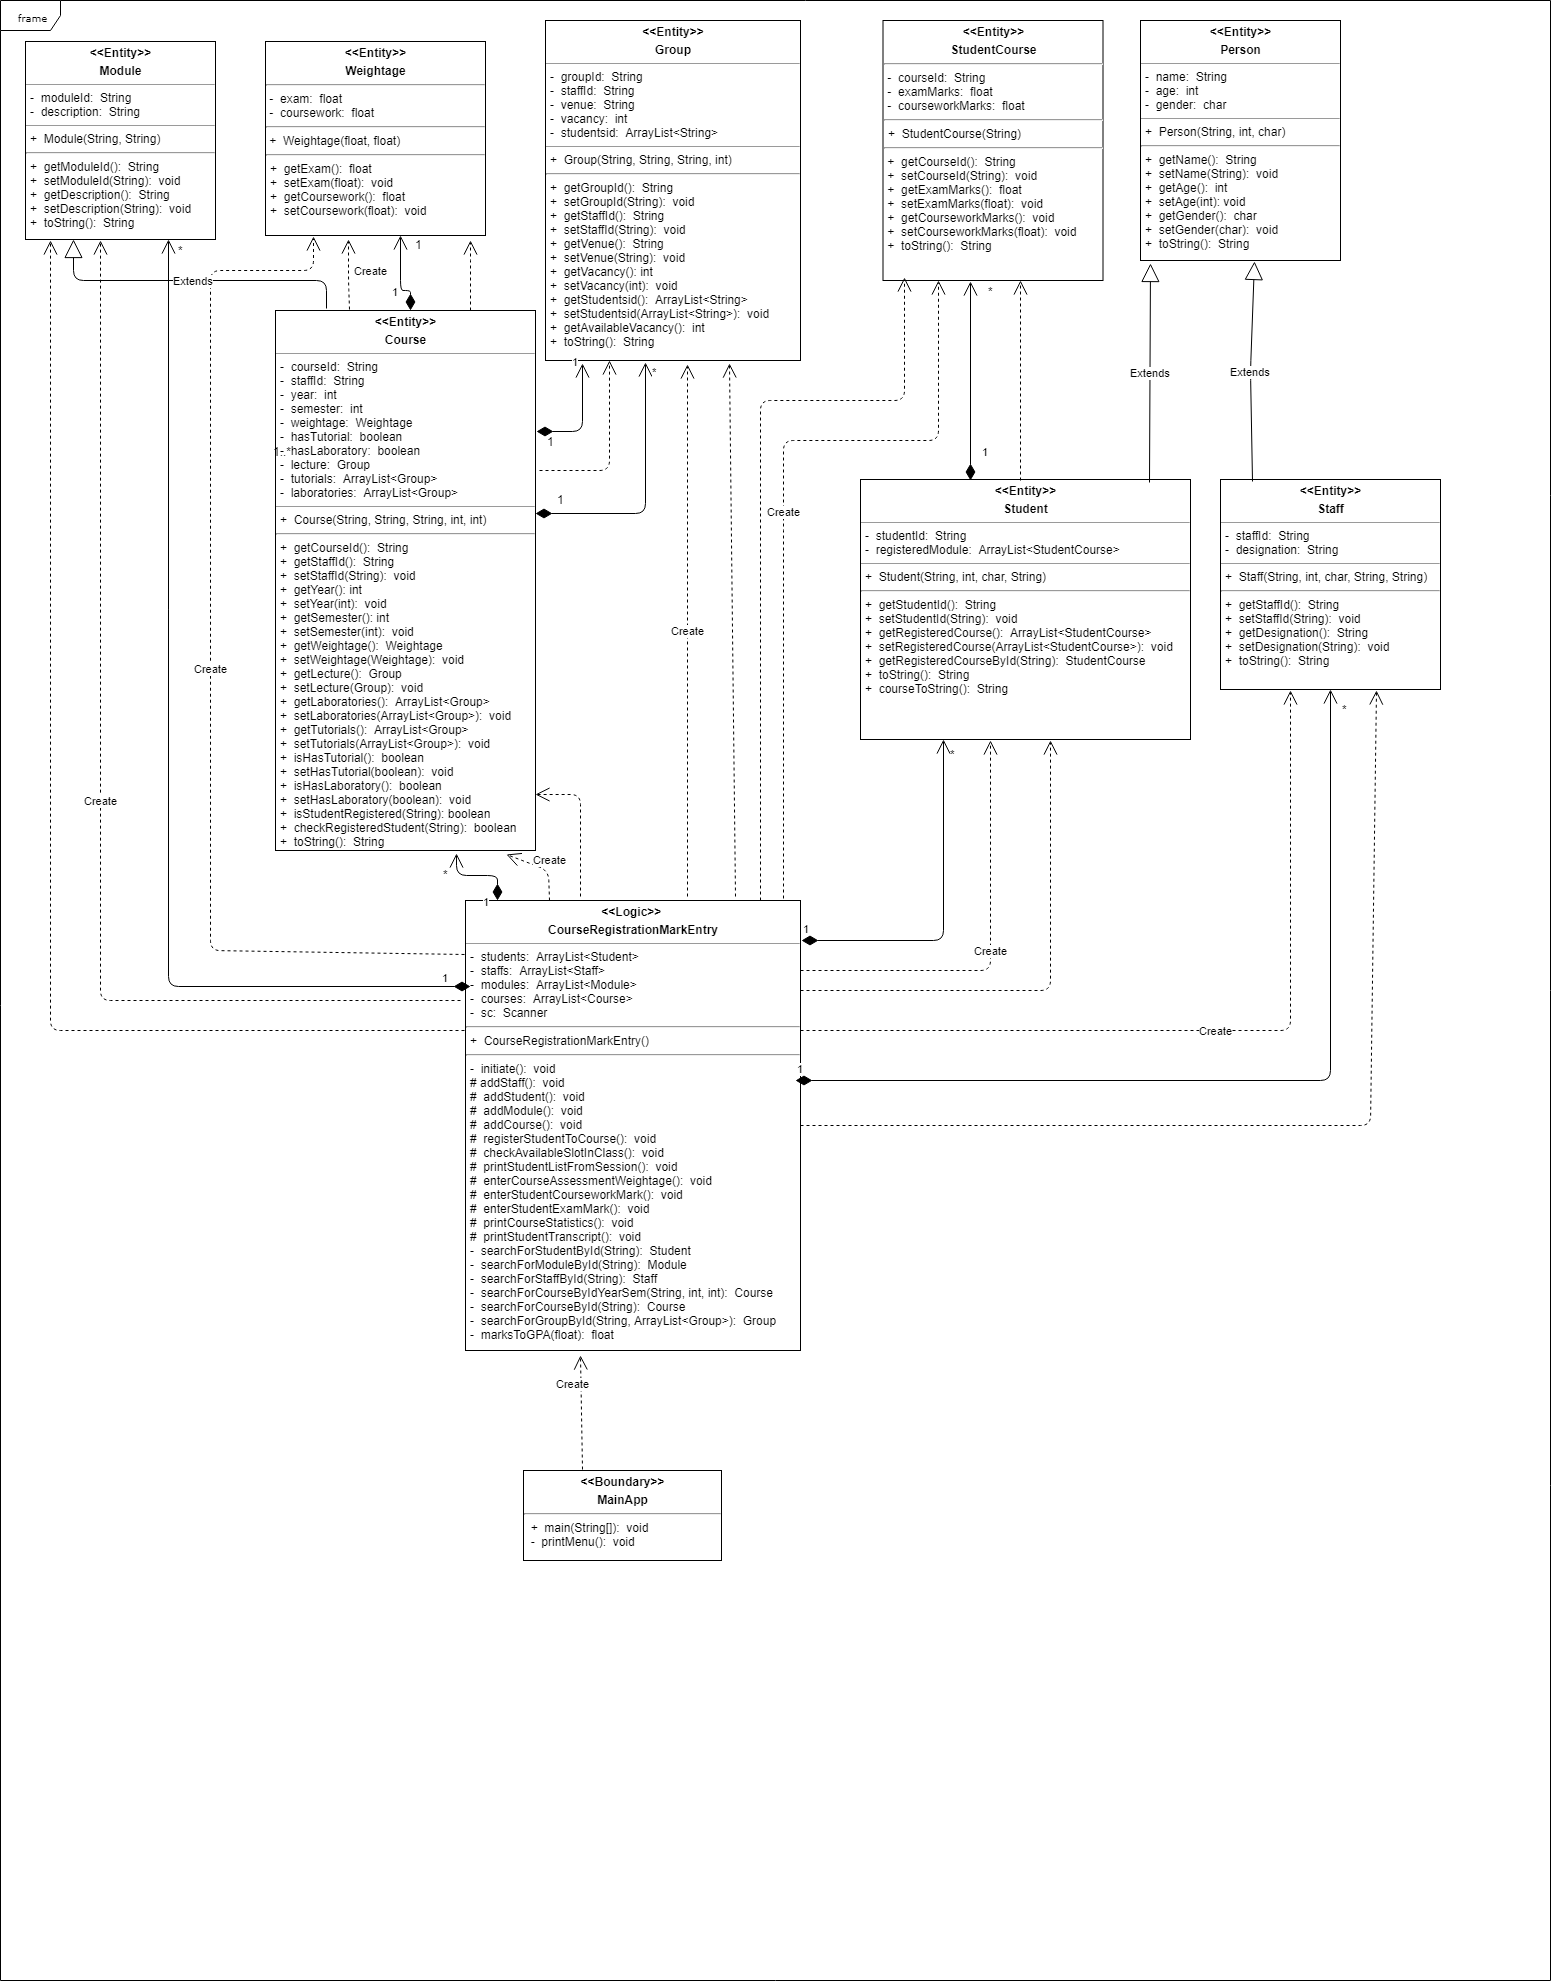 frame
<<Entity>>
Module
- moduleId: String
- description: String
+ Module(String, String)
+ getModuleId(): String
+ setModuleId(String): void
+ getDescription(): String
+ setDescription(String): void
+ toString(): String
<<Entity>>
Weightage
- exam: float
- coursework: float
+ Weightage(float, float)
+ getExam(): float
+ setExam(float): void
+ getCoursework(): float
+ setCoursework(float): void
<<Entity>>
Group
- groupId: String
- staffId: String
- venue: String
- vacancy: int
- studentsid: ArrayList<String>
+ Group(String, String, String, int)
+ getGroupId(): String
+ setGroupId(String): void
+ getStaffId(): String
+ setStaffId(String): void
+ getVenue(): String
+ setVenue(String): void
+ getVacancy(): int
+ setVacancy(int): void
+ getStudentsid(): ArrayList<String>
+ setStudentsid(ArrayList<String>): void
+ getAvailableVacancy(): int
+ toString(): String
<<Entity>>
StudentCourse
- courseId: String
- examMarks: float
- courseworkMarks: float
+ StudentCourse(String)
+ getCourseId(): String
+ setCourseId(String): void
+ getExamMarks(): float
+ setExamMarks(float): void
+ getCourseworkMarks(): void
+ setCourseworkMarks(float): void
+ toString(): String
<<Entity>>
Person
- name: String
- age: int
- gender: char
+ Person(String, int, char)
+ getName(): String
+ setName(String): void
+ getAge(): int
+ setAge(int): void
+ getGender(): char
+ setGender(char): void
+ toString(): String
*
Extends
Create
1
1
*
1
*
1
1
1
Extends
Extends
Create
Create
Create
Create
<<Entity>>
Course
- courseId: String
- staffId: String
- year: int
- semester: int
- weightage: Weightage
- hasTutorial: boolean
1..*hasLaboratory: boolean
- lecture: Group
- tutorials: ArrayList<Group>
- laboratories: ArrayList<Group>
+ Course(String, String, String, int, int)
+ getCourseId(): String
+ getStaffId(): String
+ setStaffId(String): void
+ getYear(): int
+ setYear(int): void
+ getSemester(): int
+ setSemester(int): void
+ getWeightage(): Weightage
+ setWeightage(Weightage): void
+ getLecture(): Group
+ setLecture(Group): void
+ getLaboratories(): ArrayList<Group>
+ setLaboratories(ArrayList<Group>): void
+ getTutorials(): ArrayList<Group>
+ setTutorials(ArrayList<Group>): void
+ isHasTutorial(): boolean
+ setHasTutorial(boolean): void
+ isHasLaboratory(): boolean
+ setHasLaboratory(boolean): void
+ isStudentRegistered(String): boolean
+ checkRegisteredStudent(String): boolean
+ toString(): String
<<Entity>>
Student
- studentId: String
- registeredModule: ArrayList<StudentCourse>
+ Student(String, int, char, String)
+ getStudentId(): String
+ setStudentId(String): void
+ getRegisteredCourse(): ArrayList<StudentCourse>
+ setRegisteredCourse(ArrayList<StudentCourse>): void
+ getRegisteredCourseById(String): StudentCourse
+ toString(): String
+ courseToString(): String
<<Entity>>
Staff
- staffId: String
- designation: String
+ Staff(String, int, char, String, String)
+ getStaffId(): String
+ setStaffId(String): void
+ getDesignation(): String
+ setDesignation(String): void
+ toString(): String
*
*
Create
*
1
1
1
Create
Create
1
<<Logic>>
CourseRegistrationMarkEntry
- students: ArrayList<Student>
- staffs: ArrayList<Staff>
- modules: ArrayList<Module>
- courses: ArrayList<Course>
- sc: Scanner
+ CourseRegistrationMarkEntry()
- initiate(): void
# addStaff(): void
# addStudent(): void
# addModule(): void
# addCourse(): void
# registerStudentToCourse(): void
# checkAvailableSlotInClass(): void
# printStudentListFromSession(): void
# enterCourseAssessmentWeightage(): void
# enterStudentCourseworkMark(): void
# enterStudentExamMark(): void
# printCourseStatistics(): void
# printStudentTranscript(): void
- searchForStudentById(String): Student
- searchForModuleById(String): Module
- searchForStaffById(String): Staff
- searchForCourseByIdYearSem(String, int, int): Course
- searchForCourseById(String): Course
- searchForGroupById(String, ArrayList<Group>): Group
- marksToGPA(float): float
Create
<<Boundary>>
MainApp
+ main(String[]): void
- printMenu(): void